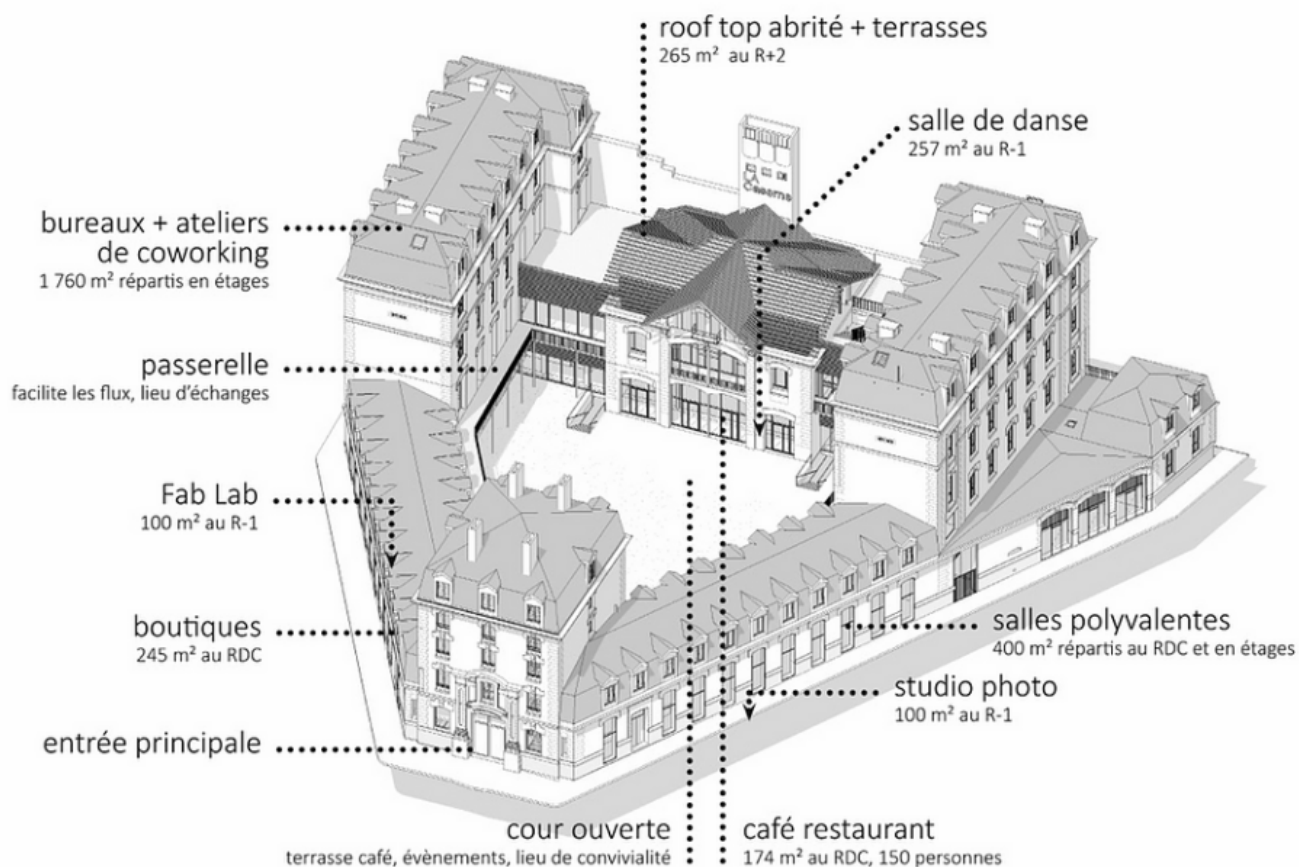 roof top abrité + terrasses
265 m² au R+2
salle de danse
257 m² au R-1
bureaux + ateliers
de coworking
1 760 m² répartis en étages
passerelle
facilite les flux, lieu d'échanges
Fab Lab
100 m² au R-1
boutiques
245 m² au RDC
salles polyvalentes
400 m² répartis au RDC et en étages
studio photo
100 m² au R-1
entrée principale
cour ouverte
terrasse café, évènements, lieu de convivialité
café restaurant
174 m² au RDC, 150 personnes